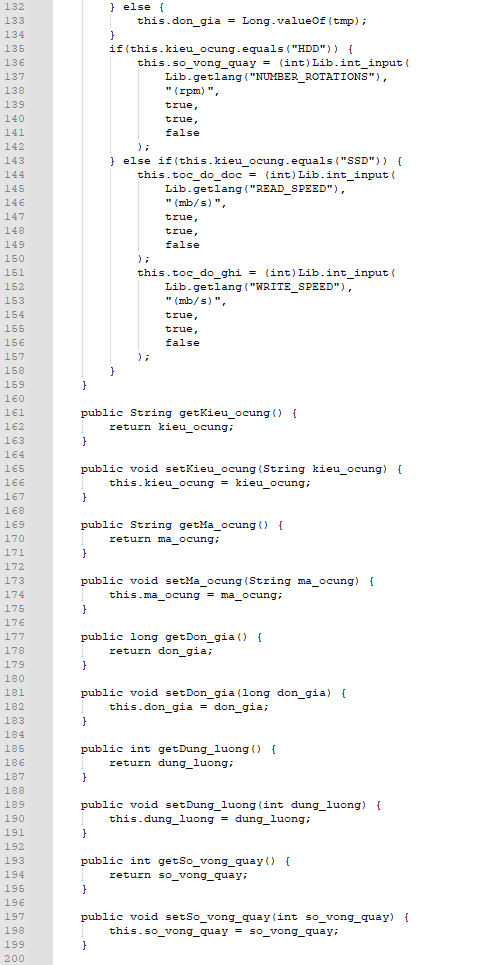 132 } else {
133 this.don_gia = Long.valueOf(tmp);
134 }
135 if(this.kieu_ocung.equals("HDD")) {
136 this.so_vong_quay = (int)Lib.int_input(
137 Lib.getlang("NUMBER_ROTATIONS"),
138 "(rpm)",
139 true,
140 true,
141 false
142 );
143 } else if(this.kieu_ocung.equals("SSD")) {
144 this.toc_do_doc = (int)Lib.int_input(
145 Lib.getlang("READ_SPEED"),
146 "(mb/s)",
147 true,
148 true,
149 false
150 );
151 this.toc_do_ghi = (int)Lib.int_input(
152 Lib.getlang("WRITE_SPEED"),
153 "(mb/s)",
154 true,
155 true,
156 false
157 );
158 }
159 }
160
161 public String getKieu_ocung() {
162 return kieu_ocung;
163 }
164
165 public void setKieu_ocung(String kieu_ocung) {
166 this.kieu_ocung = kieu_ocung;
167 }
168
169 public String getMa_ocung() {
170 return ma_ocung;
171 }
172
173 public void setMa_ocung(String ma_ocung) {
174 this.ma_ocung = ma_ocung;
175 }
176
177 public long getDon_gia() {
178 return don_gia;
179 }
180
181 public void setDon_gia(long don_gia) {
182 this.don_gia = don_gia;
183 }
184
185 public int getDung_luong() {
186 return dung_luong;
187 }
188
189 public void setDung_luong(int dung_luong) {
190 this.dung_luong = dung_luong;
191 }
192
193 public int getSo_vong_quay() {
194 return so_vong_quay;
195 }
196
197 public void setSo_vong_quay(int so_vong_quay) {
198 this.so_vong_quay = so_vong_quay;
199 }
200